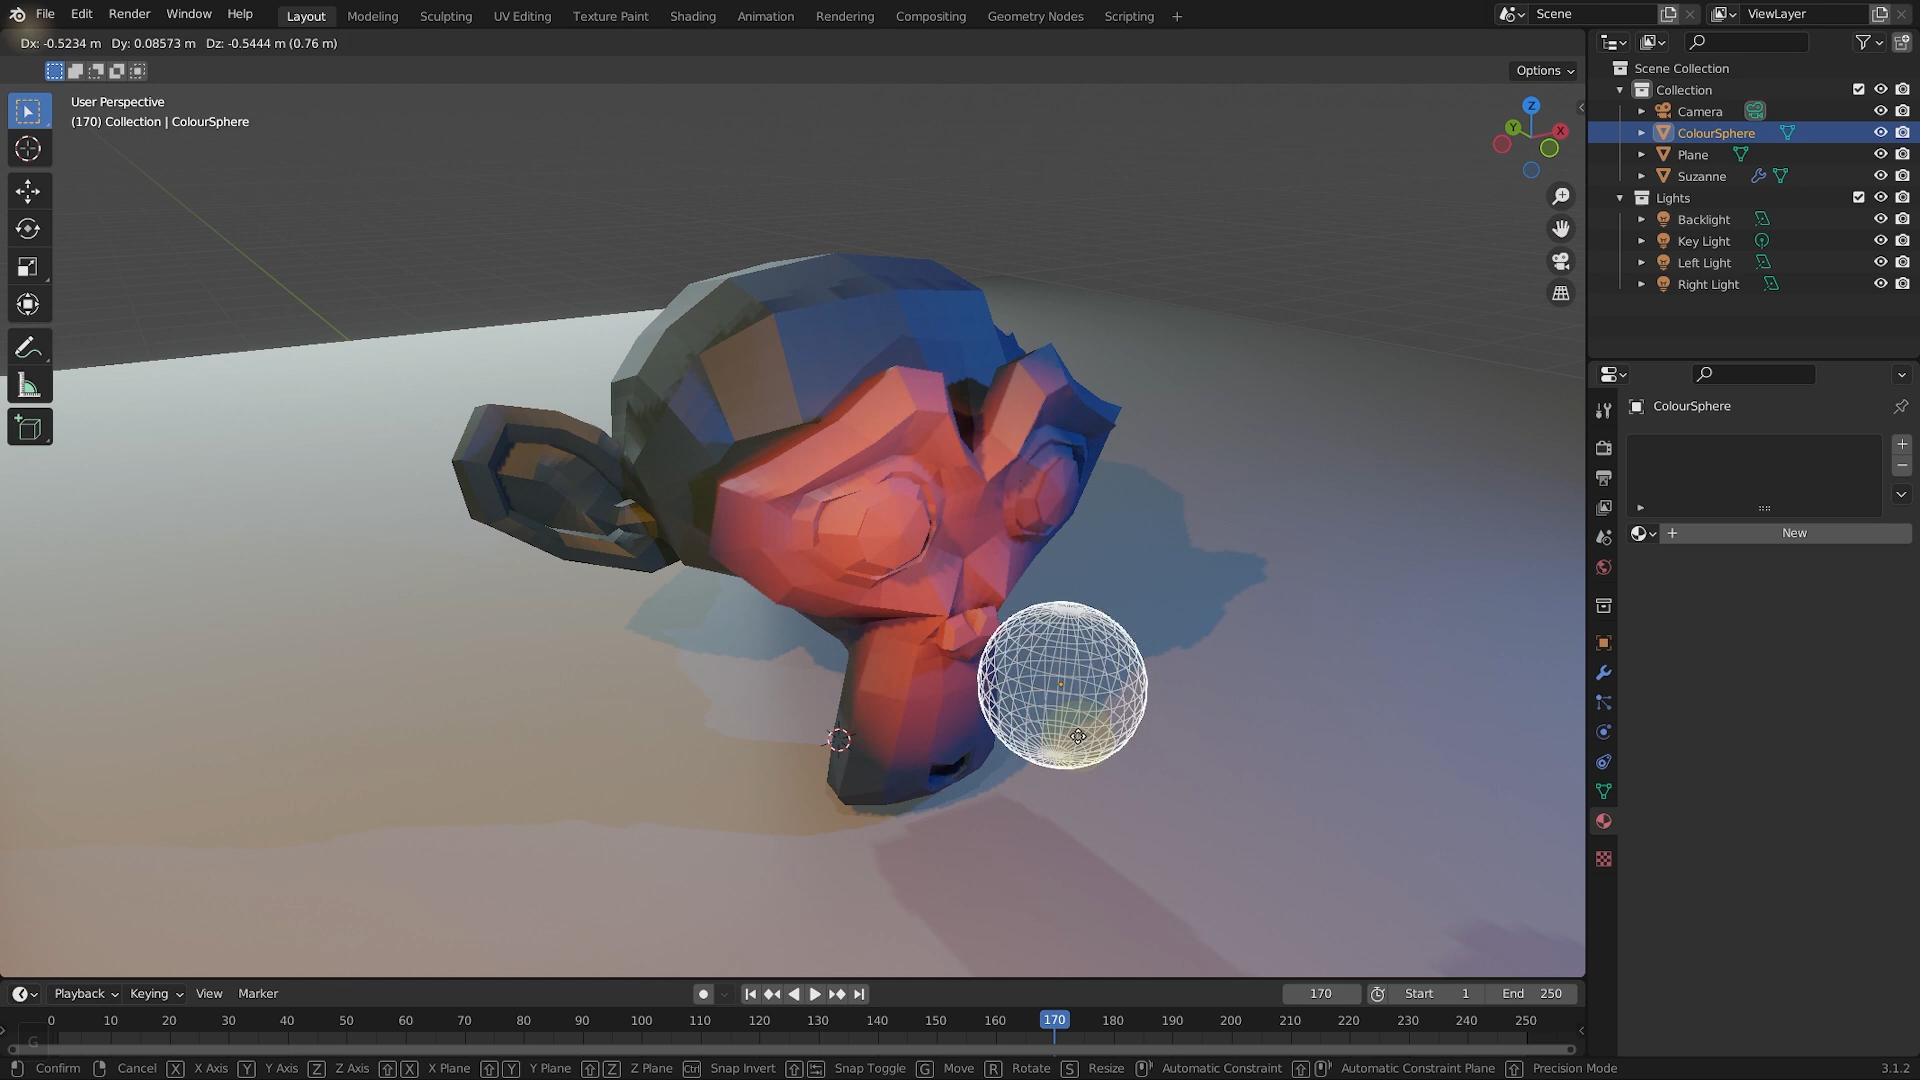 File Edit Render Window Help Layout Modeling Sculpting UV Editing Texture Paint Shading Animation Rendering Compositing Geometry Nodes Scripting + Scene ViewLayer
Dx: -0.5234 m Dy: 0.08573 m Dz: -0.5444 m (0.76 m)
Options
User Perspective
(170) Collection | ColourSphere
Z
Y
X
Scene Collection
Collection
Camera
ColourSphere
Plane
Suzanne
Lights
Backlight
Key Light
Left Light
Right Light
ColourSphere
New
Playback Keying View Marker 170 Start 1 End 250
0 10 20 30 40 50 60 70 80 90 100 110 120 130 140 150 160 170 180 190 200 210 220 230 240 250
G
Confirm Cancel X X Axis Y Y Axis Z Z Axis X X Plane Y Y Plane Z Z Plane Ctrl Snap Invert Snap Toggle G Move R Rotate S Resize Automatic Constraint Automatic Constraint Plane Precision Mode 3.1.2